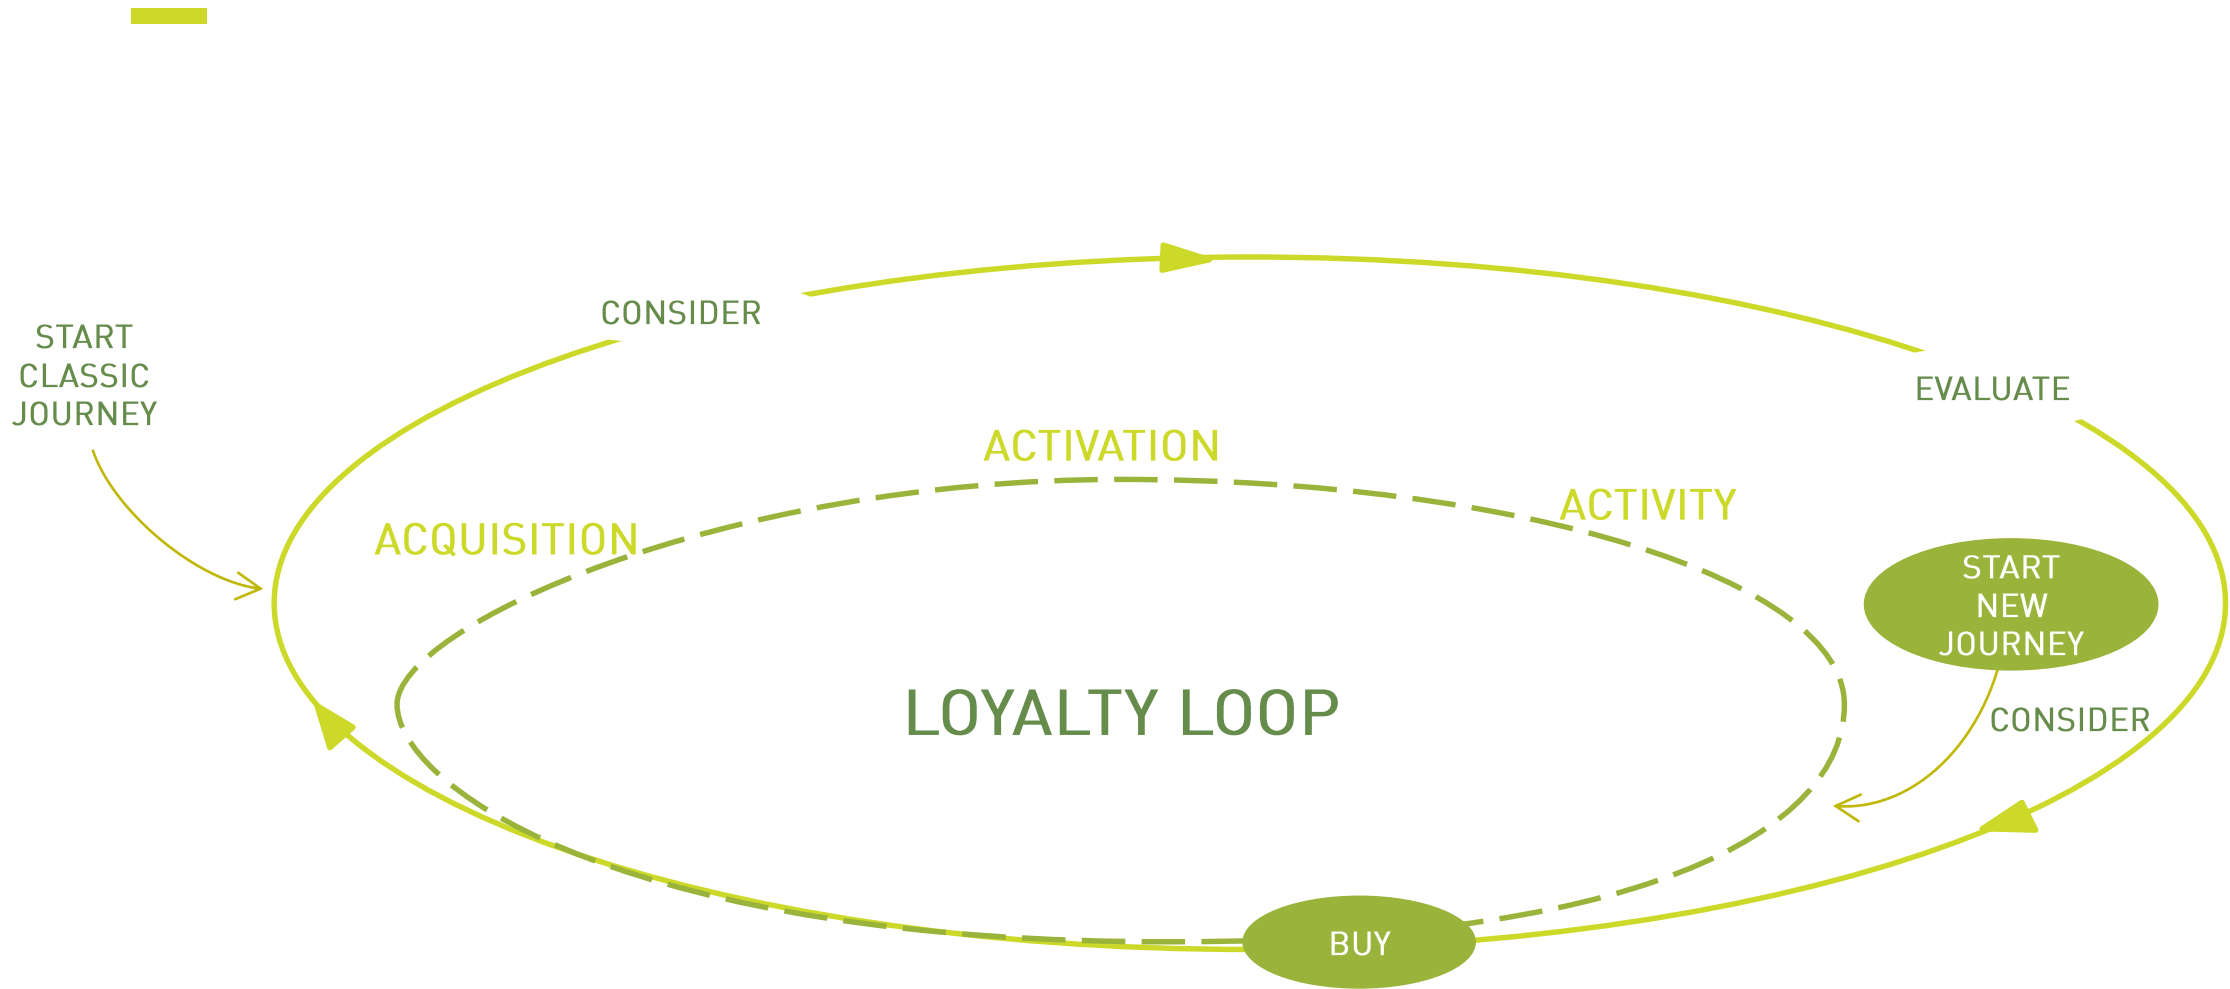 CONSIDER
START
CLASSIC
JOURNEY
EVALUATE
ACTIVATION
ACTIVITY
ACQUISITION
START
NEW
JOURNEY
LOYALTY LOOP
CONSIDER
BUY